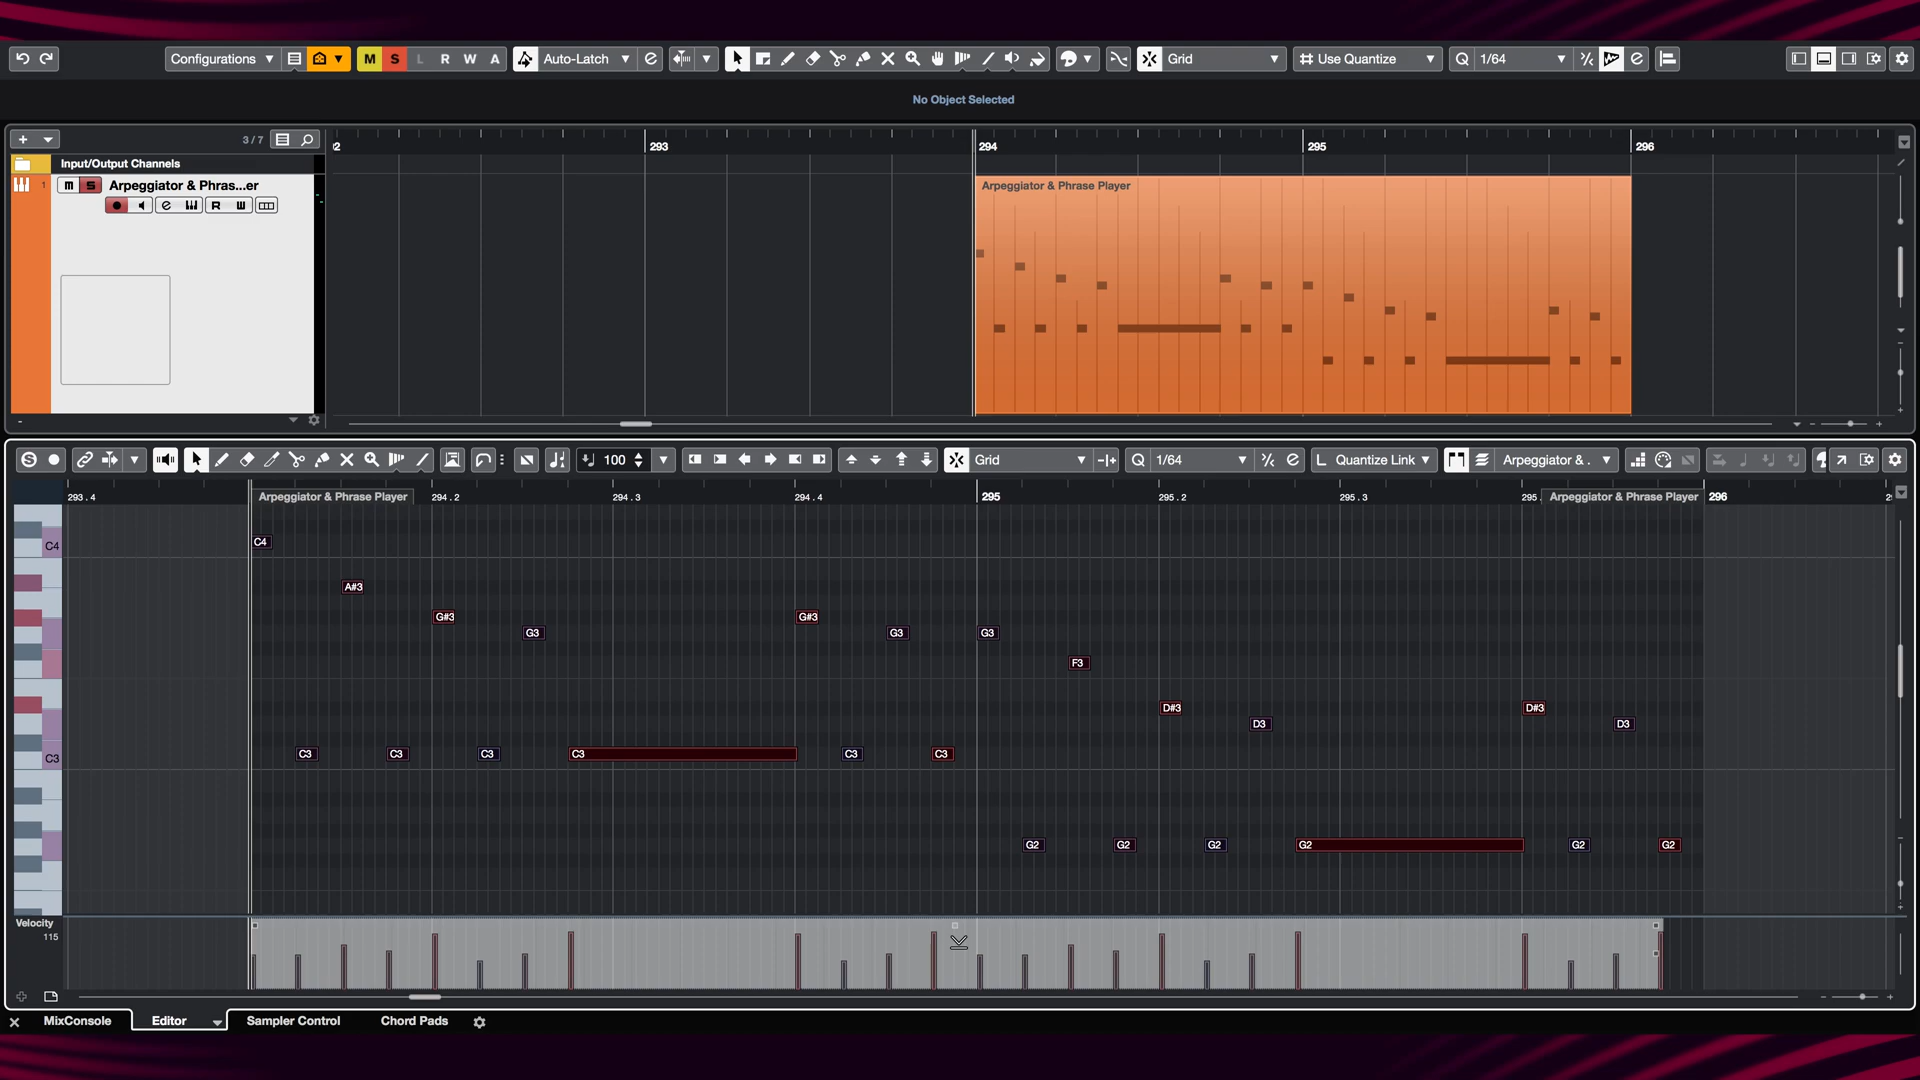 Configurations M S L R W A Auto-Latch Grid Use Quantize Q 1/64
No Object Selected
3 / 7
293 294 295 296
Input/Output Channels
1 m S Arpeggiator & Phras...er
e R W
Arpeggiator & Phrase Player
100 Grid Q 1/64 L Quantize Link Arpeggiator & .
293.4 Arpeggiator & Phrase Player 294.2 294.3 294.4 295 295.2 295.3 295. Arpeggiator & Phrase Player 296
C4 C4
A#3
G#3 G#3
G3 G3 G3
F3
D#3 D#3
D3 D3
C3 C3 C3 C3 C3 C3 C3
G2 G2 G2 G2 G2 G2
Velocity
115
MixConsole Editor Sampler Control Chord Pads